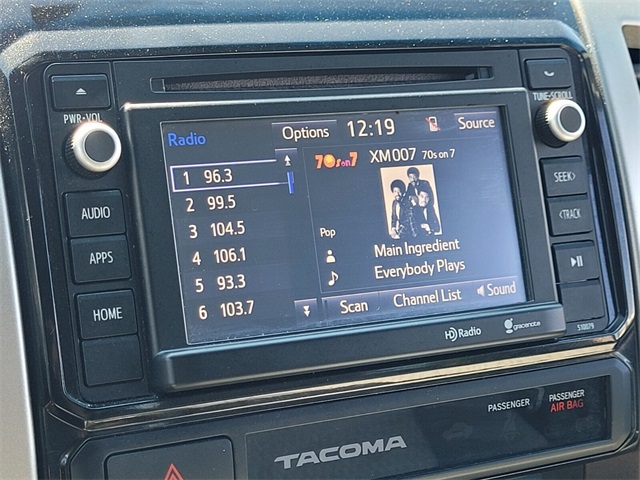 PWR·VOL
TUNE·SCROLL
Radio
Options
12:19
Source
1 96.3
2 99.5
3 104.5
4 106.1
5 93.3
6 103.7
70s on 7
XM007 70s on 7
Pop
Main Ingredient
Everybody Plays
Scan
Channel List
Sound
AUDIO
APPS
HOME
SEEK>
<TRACK
HD Radio
gracenote
510079
PASSENGER
PASSENGER
AIR BAG
TACOMA